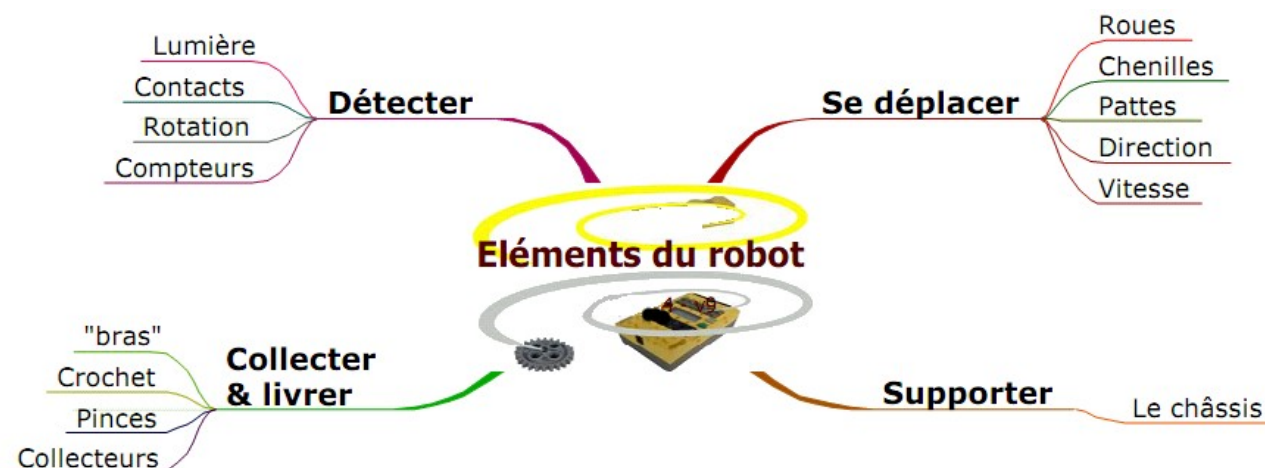 Lumière
Contacts
Détecter
Rotation
Compteurs
Roues
Chenilles
Se déplacer
Pattes
Direction
Vitesse
Eléments du robot
"bras"
Crochet
Collecter
& livrer
Pinces
Collecteurs
Supporter
Le châssis